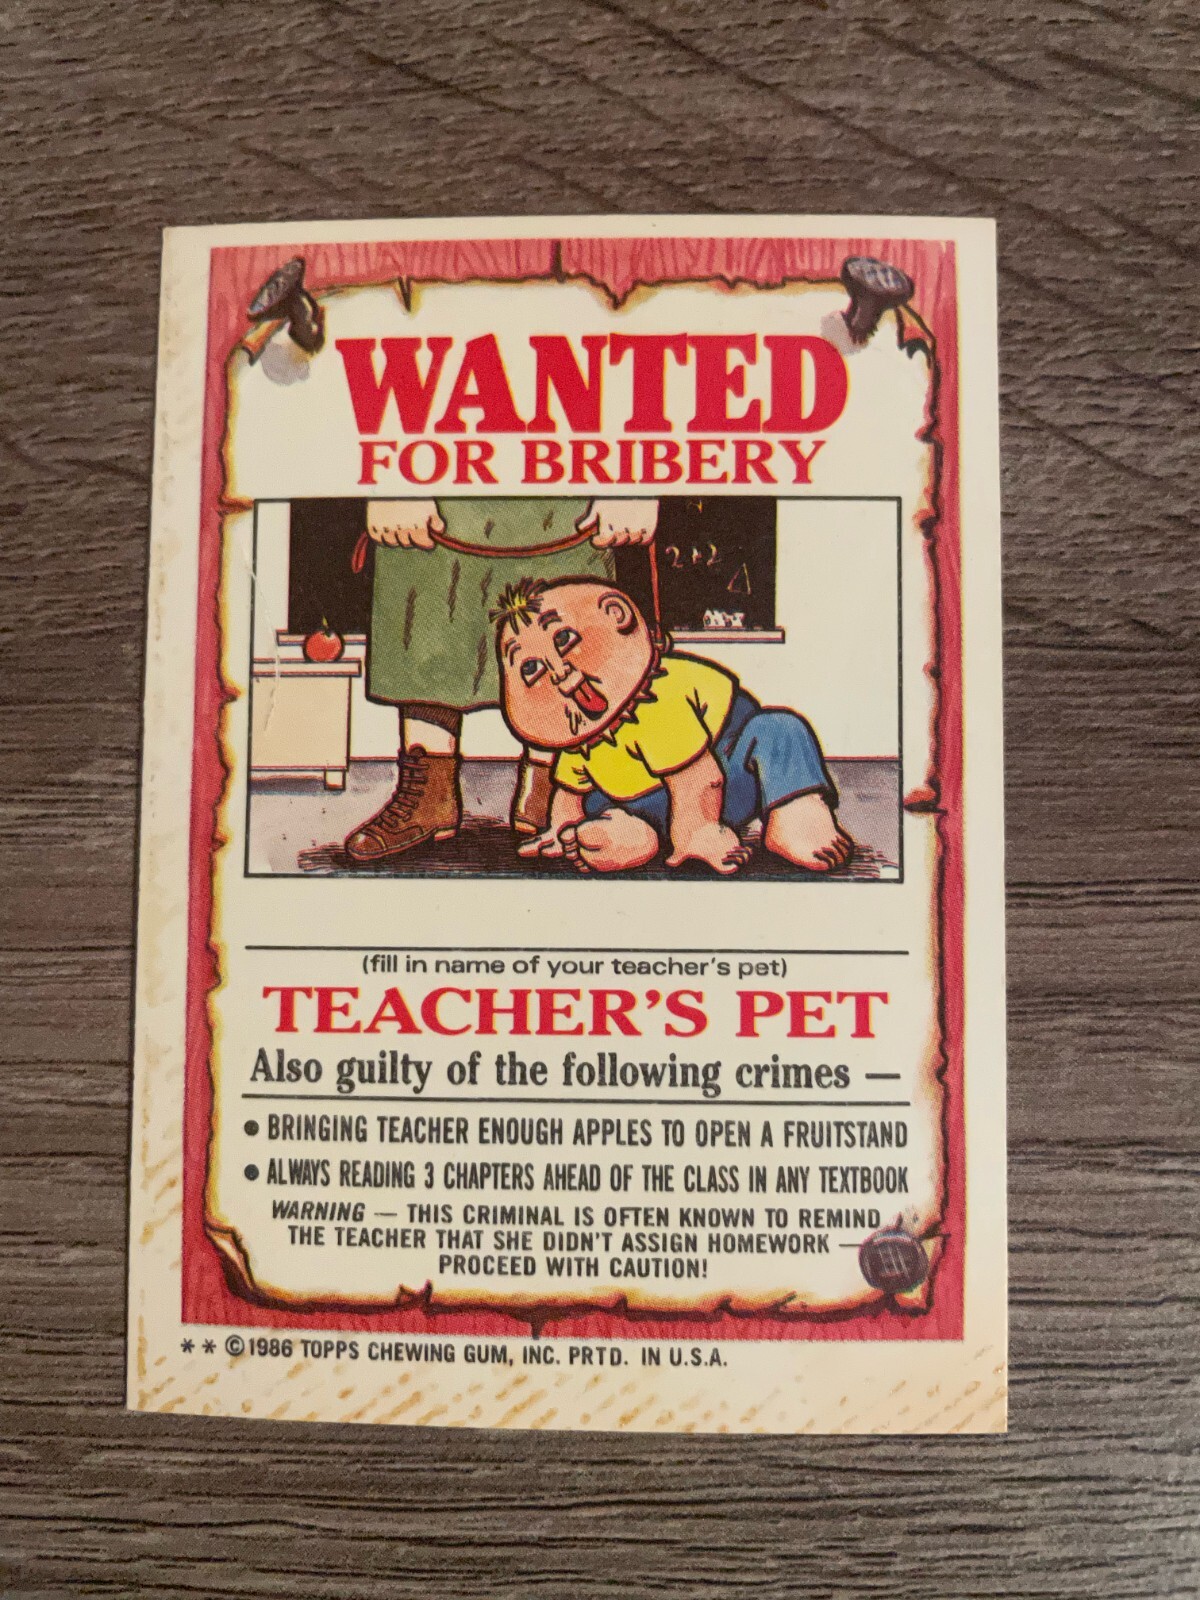 WANTED
FOR BRIBERY
2+2
(fill in name of your teacher's pet)
TEACHER'S PET
Also guilty of the following crimes —
• BRINGING TEACHER ENOUGH APPLES TO OPEN A FRUITSTAND
• ALWAYS READING 3 CHAPTERS AHEAD OF THE CLASS IN ANY TEXTBOOK
WARNING — THIS CRIMINAL IS OFTEN KNOWN TO REMIND
THE TEACHER THAT SHE DIDN'T ASSIGN HOMEWORK —
PROCEED WITH CAUTION!
* * ©1986 TOPPS CHEWING GUM, INC. PRTD. IN U.S.A.